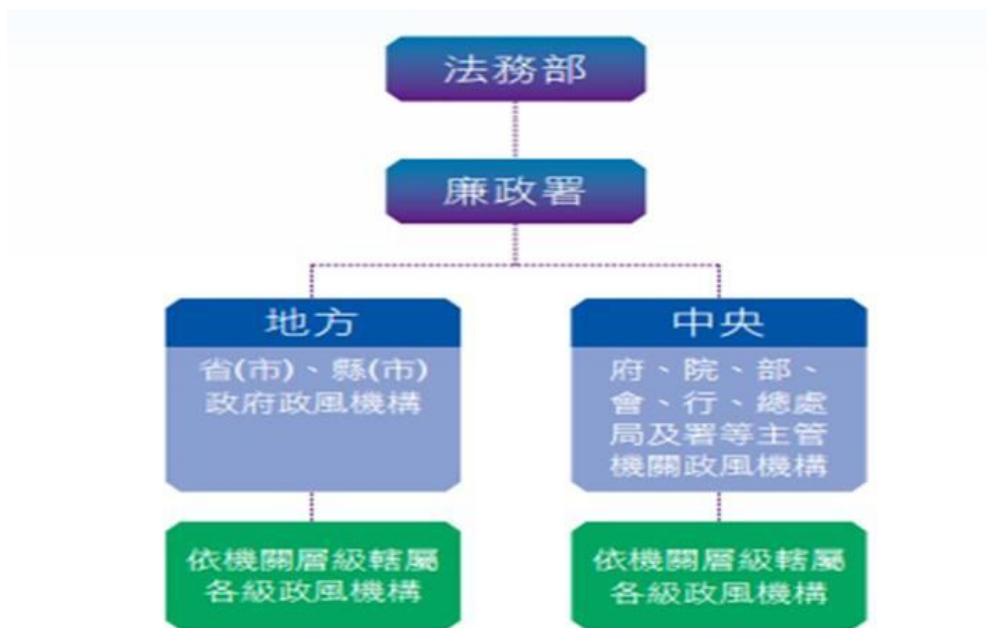 法務部
廉政署
地方
省(市)、縣(市)
政府政風機構
中央
府、院、部、
會、行、總處
局及署等主管
機關政風機構
依機關層級轄屬
各級政風機構
依機關層級轄屬
各級政風機構